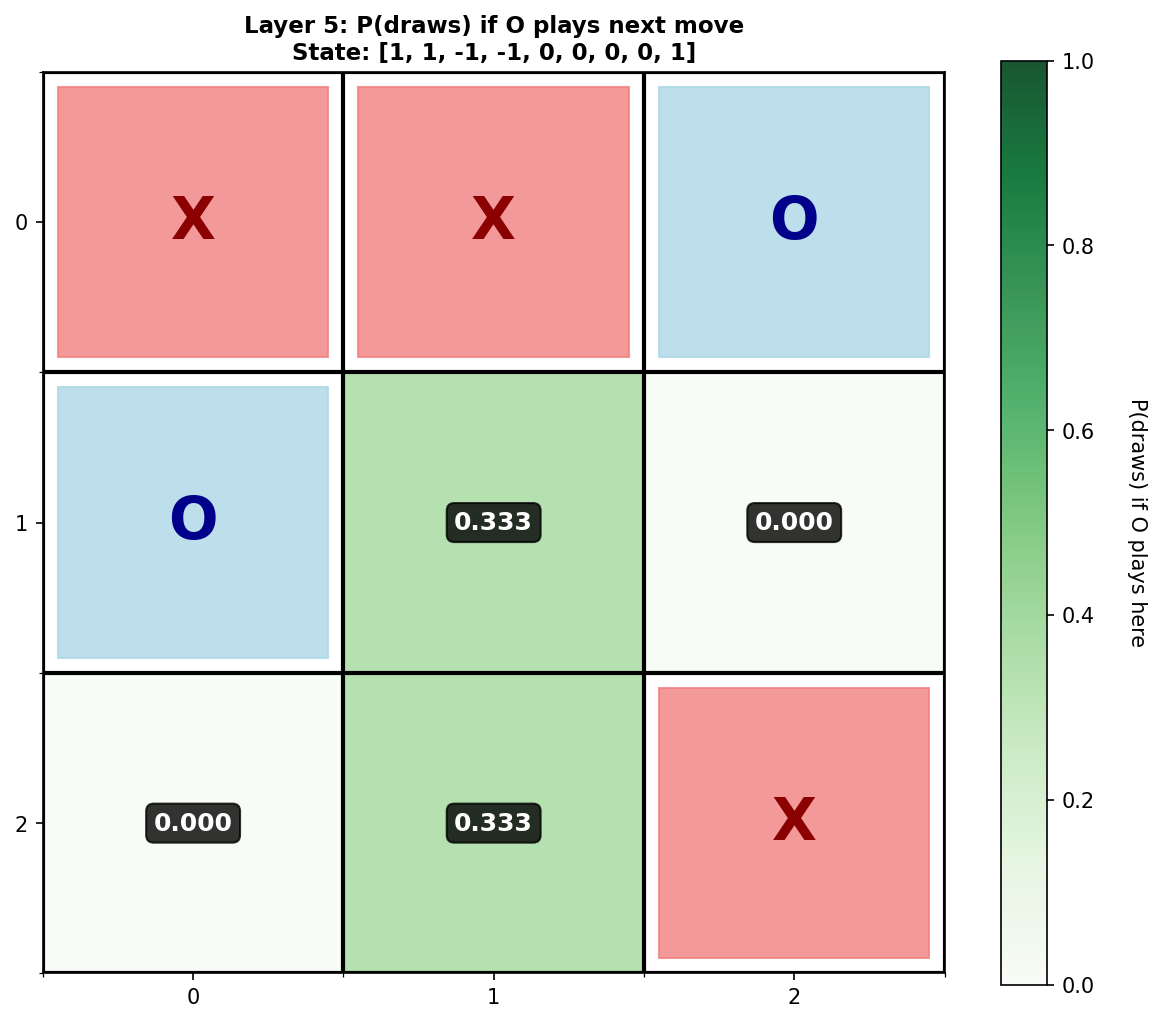 Layer 5: P(draws) if O plays next move
State: [1, 1, -1, -1, 0, 0, 0, 0, 1]
X
X
O
O
0.333
0.000
0.000
0.333
X
0
1
2
0
1
2
1.0
0.8
0.6
0.4
0.2
0.0
P(draws) if O plays here